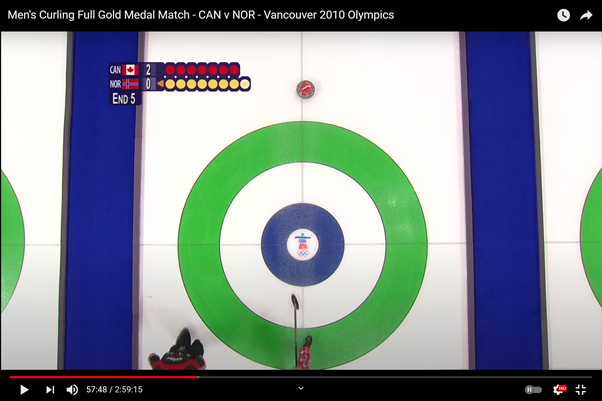 Men's Curling Full Gold Medal Match - CAN v NOR - Vancouver 2010 Olympics
CAN 2
NOR 0
END 5
57:48 / 2:59:15
HD